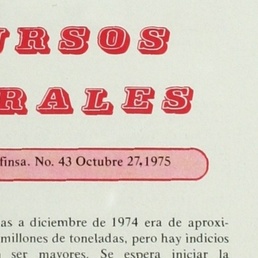 URSOS
RALES
finsa. No. 43 Octubre 27, 1975
as a diciembre de 1974 era de aproxi-
millones de toneladas, pero hay indicios
ser mayores. Se espera iniciar la